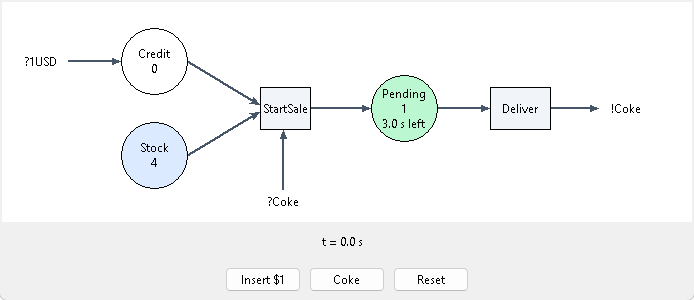 ?1USD
Credit
0
Stock
4
StartSale
?Coke
Pending
1
3.0 s left
Deliver
!Coke
t = 0.0 s
Insert $1
Coke
Reset